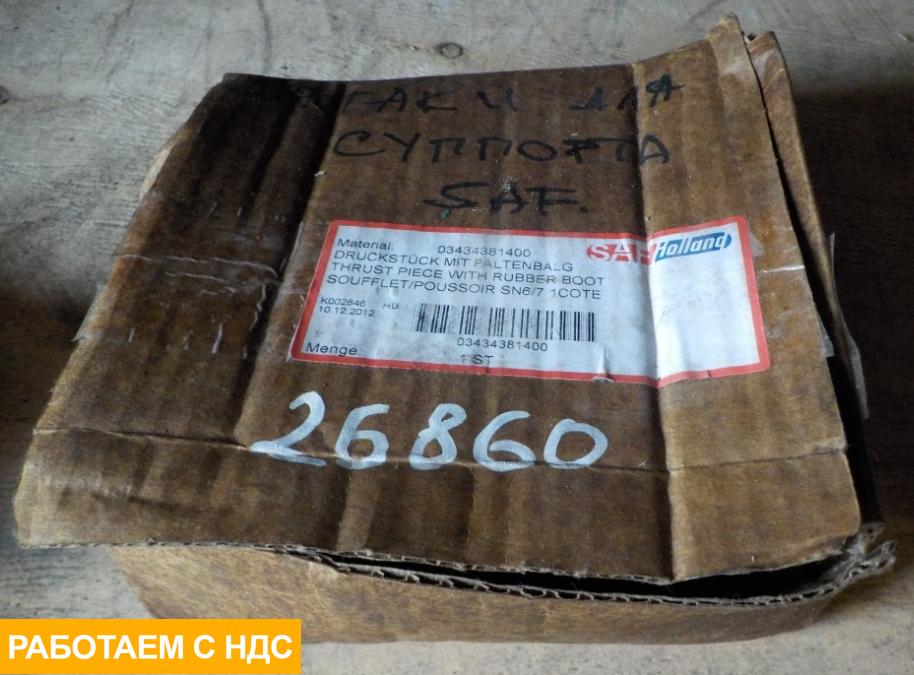 СУППОРТА
SAF.
Material: 03434381400
SAF Holland
DRUCKSTÜCK MIT FALTENBALG
THRUST PIECE WITH RUBBER BOOT
SOUFFLET/POUSSOIR SN6/7 1COTE
K002846 HU
10.12.2012
03434381400
Menge: 1 ST
26860
РАБОТАЕМ С НДС